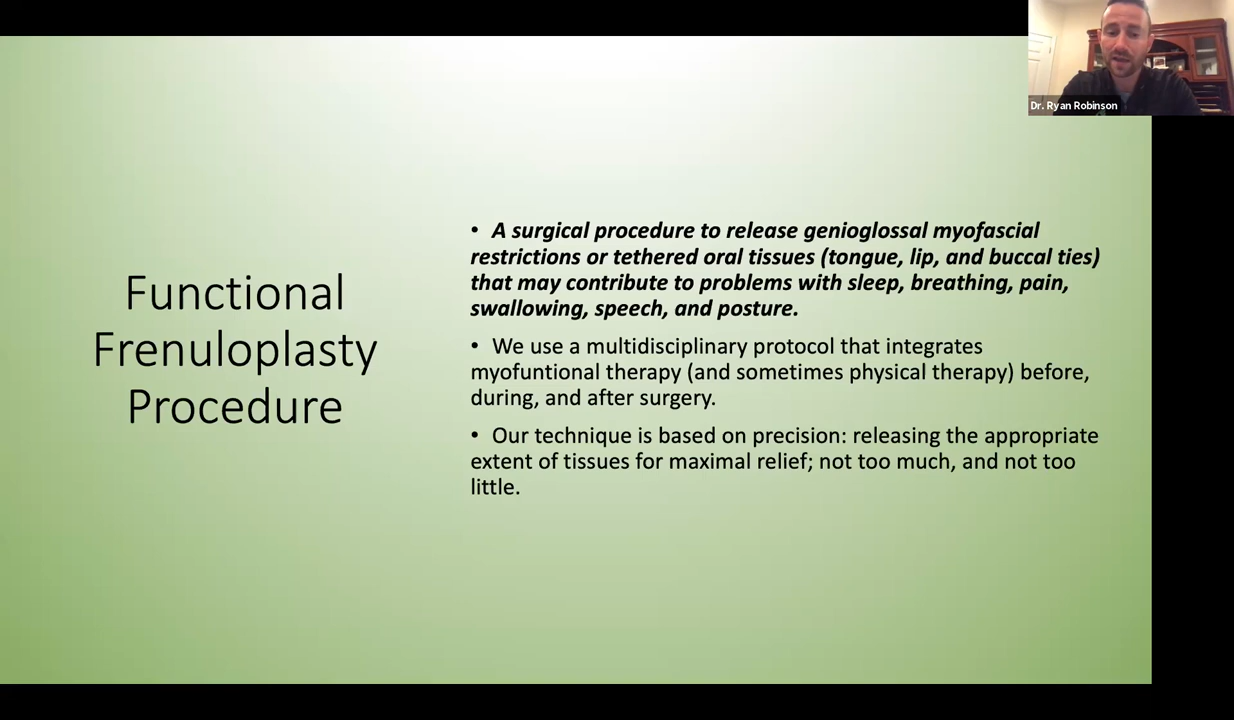 Dr. Ryan Robinson
Functional
Frenuloplasty
Procedure
• A surgical procedure to release genioglossal myofascial
restrictions or tethered oral tissues (tongue, lip, and buccal ties)
that may contribute to problems with sleep, breathing, pain,
swallowing, speech, and posture.
• We use a multidisciplinary protocol that integrates
myofuntional therapy (and sometimes physical therapy) before,
during, and after surgery.
• Our technique is based on precision: releasing the appropriate
extent of tissues for maximal relief; not too much, and not too
little.